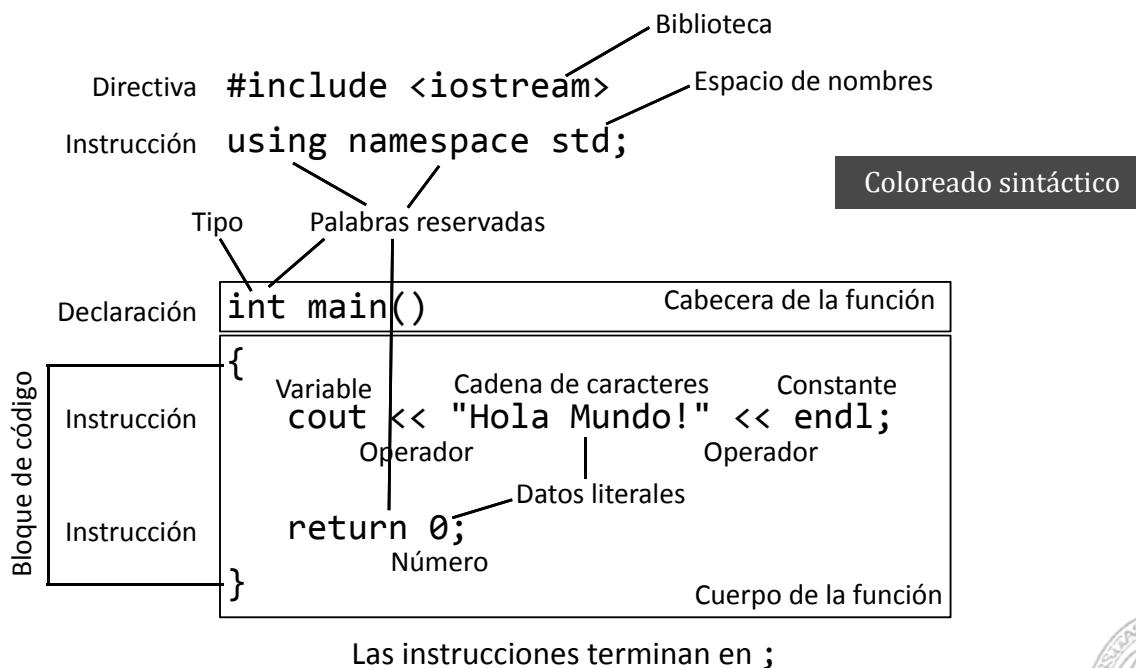 Biblioteca
Directiva #include <iostream> Espacio de nombres
Instrucción using namespace std;
Coloreado sintáctico
Tipo Palabras reservadas
Declaración int main() Cabecera de la función
Bloque de código
{
Variable Cadena de caracteres Constante
Instrucción cout << "Hola Mundo!" << endl;
Operador Operador
Datos literales
Instrucción return 0;
Número
}
Cuerpo de la función
Las instrucciones terminan en ;